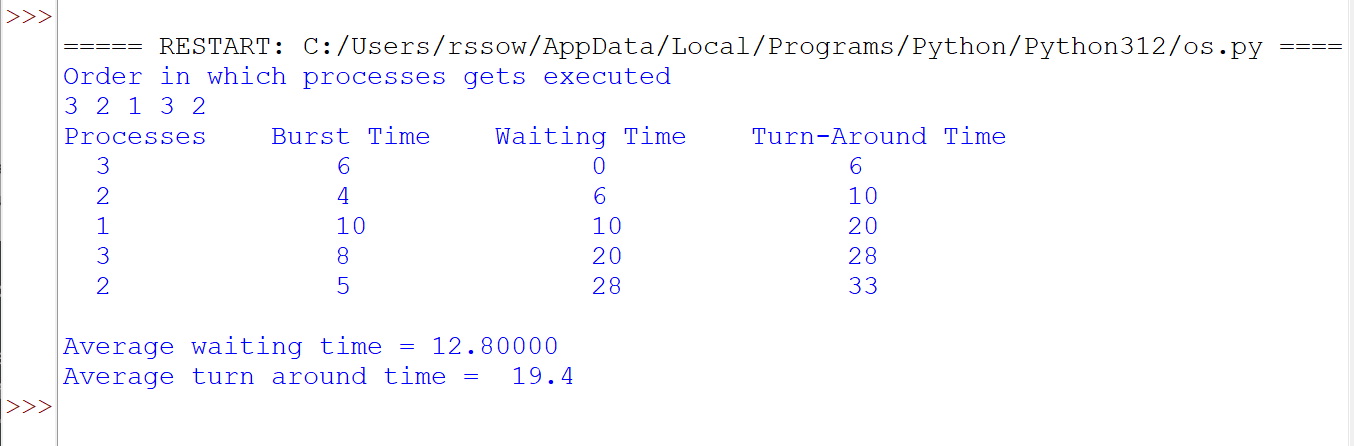 >>>
===== RESTART: C:/Users/rssow/AppData/Local/Programs/Python/Python312/os.py ====
Order in which processes gets executed
3 2 1 3 2
Processes    Burst Time    Waiting Time    Turn-Around Time
3 6 0 6
2 4 6 10
1 10 10 20
3 8 20 28
2 5 28 33
Average waiting time = 12.80000
Average turn around time =  19.4
>>>